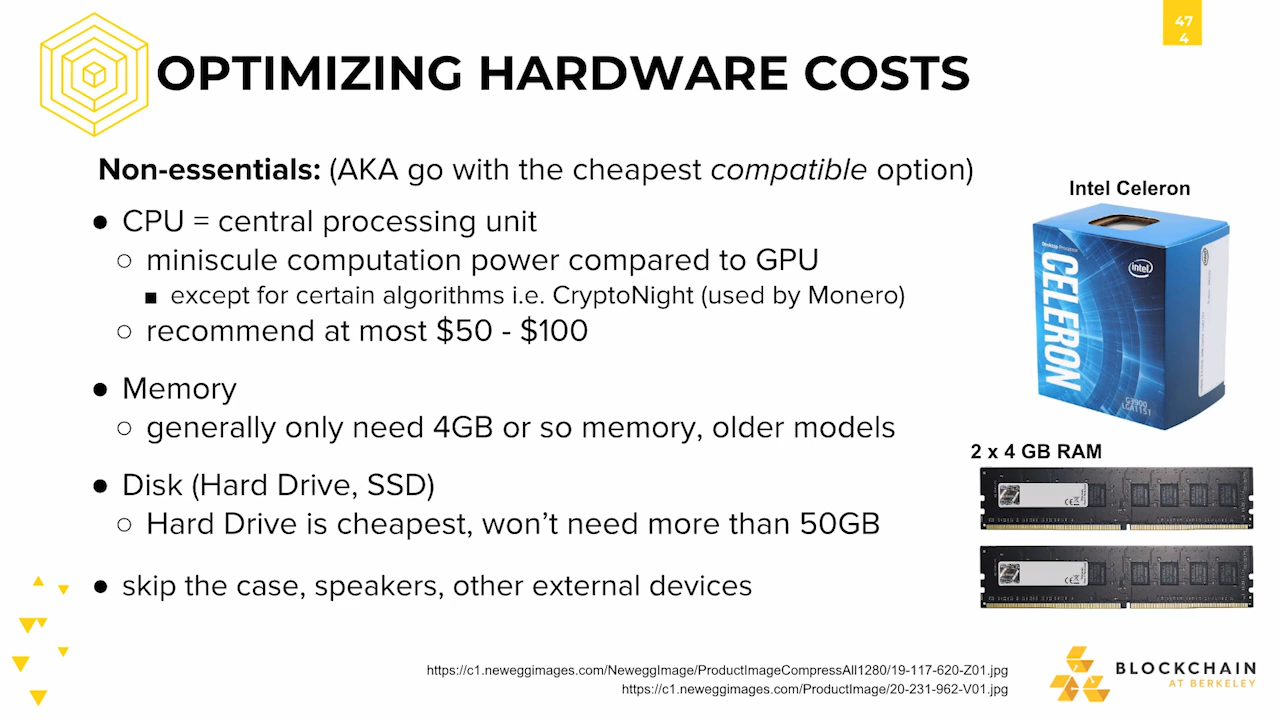 47
4
OPTIMIZING HARDWARE COSTS
Non-essentials: (AKA go with the cheapest compatible option)
● CPU = central processing unit
○ miniscule computation power compared to GPU
■ except for certain algorithms i.e. CryptoNight (used by Monero)
○ recommend at most $50 - $100
● Memory
○ generally only need 4GB or so memory, older models
● Disk (Hard Drive, SSD)
○ Hard Drive is cheapest, won't need more than 50GB
● skip the case, speakers, other external devices
Intel Celeron
intel
CELERON
G3900
LGA1151
2 x 4 GB RAM
https://c1.neweggimages.com/NeweggImage/ProductImageCompressAll1280/19-117-620-Z01.jpg
https://c1.neweggimages.com/ProductImage/20-231-962-V01.jpg
BLOCKCHAIN
AT BERKELEY